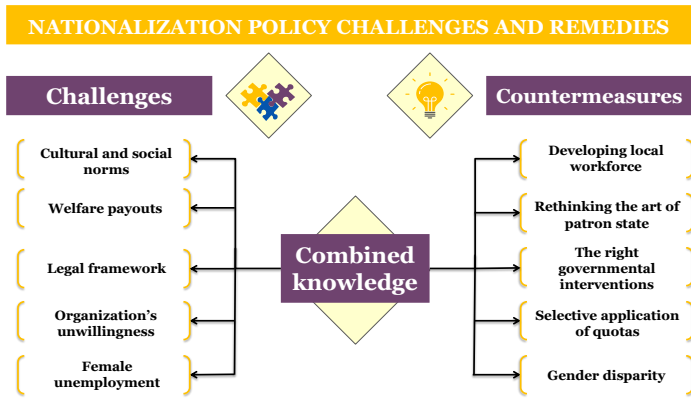 NATIONALIZATION POLICY CHALLENGES AND REMEDIES
Challenges
Cultural and social
norms
Welfare payouts
Legal framework
Organization's
unwillingness
Female
unemployment
Combined
knowledge
Countermeasures
Developing local
workforce
Rethinking the art of
patron state
The right
governmental
interventions
Selective application
of quotas
Gender disparity